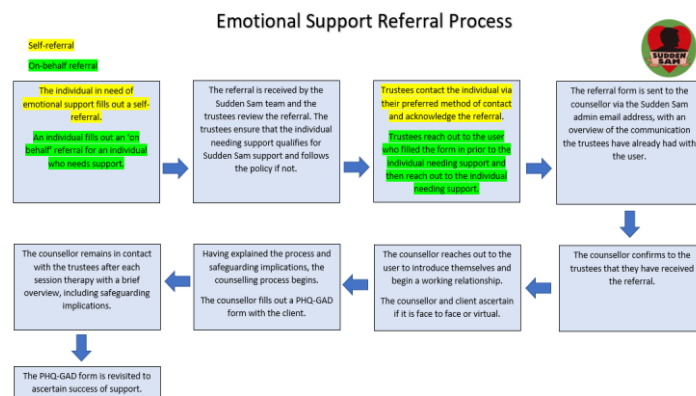 Emotional Support Referral Process
Self-referral
On-behalf referral
SUDDEN
SAM
The individual in need of
emotional support fills out a self-
referral.
An individual fills out an 'on
behalf' referral for an individual
who needs support.
The referral is received by the
Sudden Sam team and the
trustees review the referral. The
trustees ensure that the individual
needing support qualifies for
Sudden Sam support and follows
the policy if not.
Trustees contact the individual via
their preferred method of contact
and acknowledge the referral.
Trustees reach out to the user
who filled the form in prior to the
individual needing support and
then reach out to the individual
needing support.
The referral form is sent to the
counsellor via the Sudden Sam
admin email address, with an
overview of the communication
the trustees have already had with
the user.
The counsellor confirms to the
trustees that they have received
the referral.
The counsellor reaches out to the
user to introduce themselves and
begin a working relationship.
The counsellor and client ascertain
if it is face to face or virtual.
Having explained the process and
safeguarding implications, the
counselling process begins.
The counsellor fills out a PHQ-GAD
form with the client.
The counsellor remains in contact
with the trustees after each
session therapy with a brief
overview, including safeguarding
implications.
The PHQ-GAD form is revisited to
ascertain success of support.